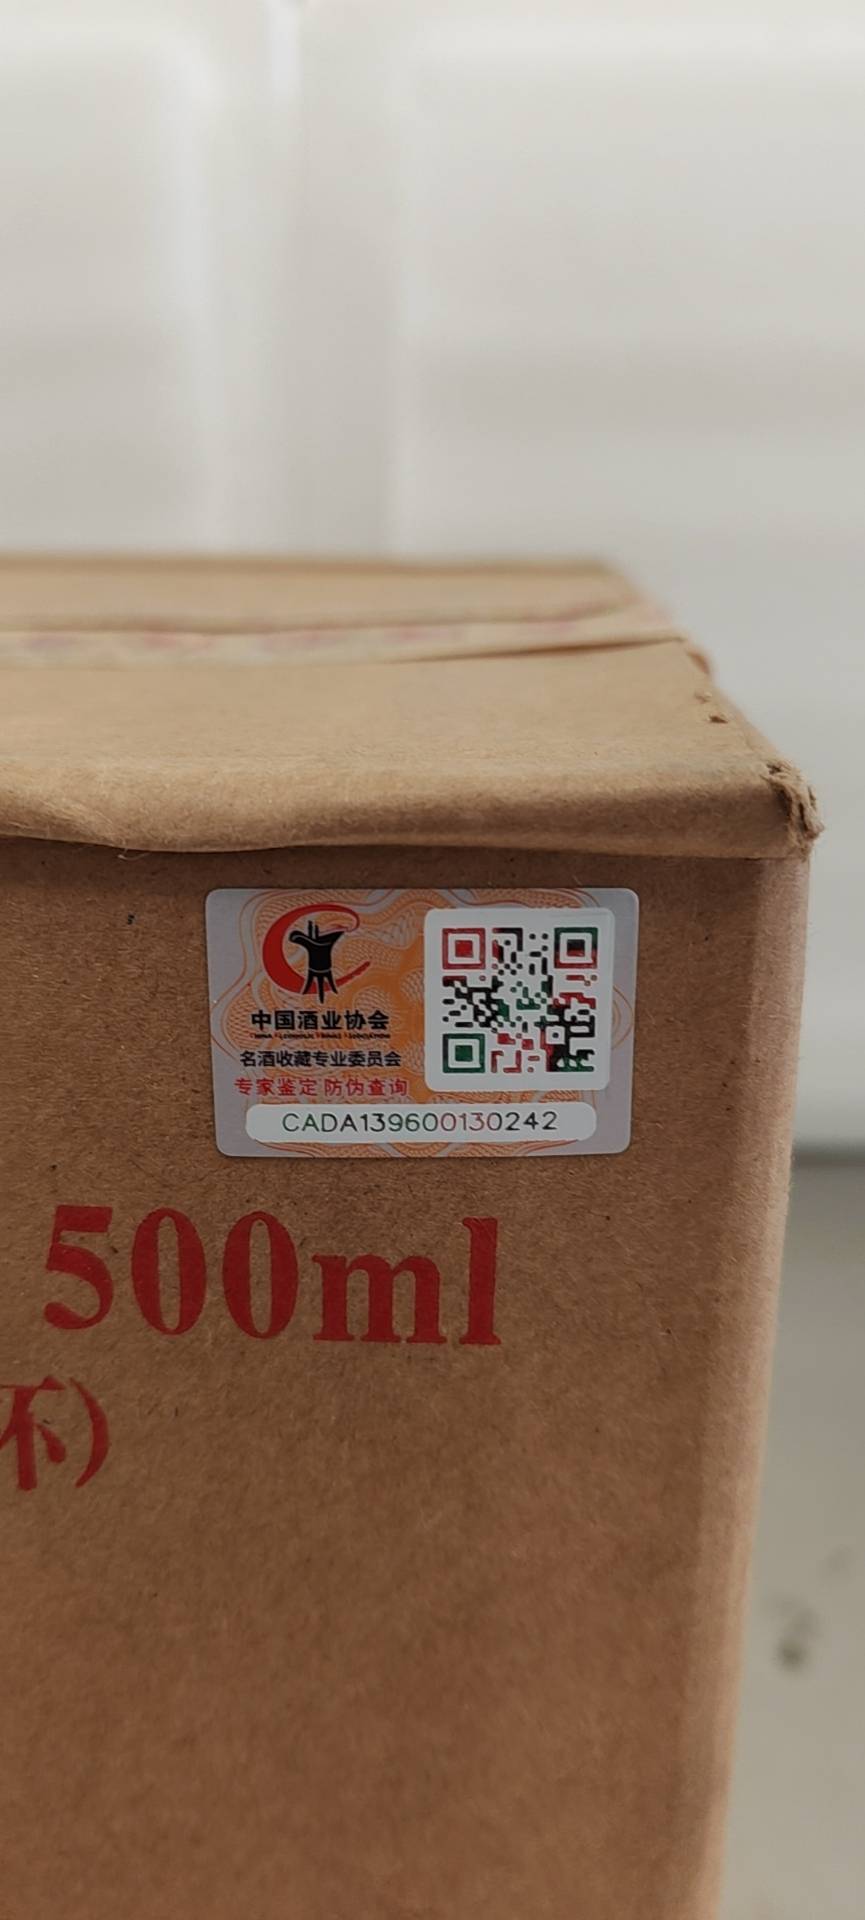 中国酒业协会
名酒收藏专业委员会
专家鉴定 防伪查询
CADA139600130242
500ml
杯)